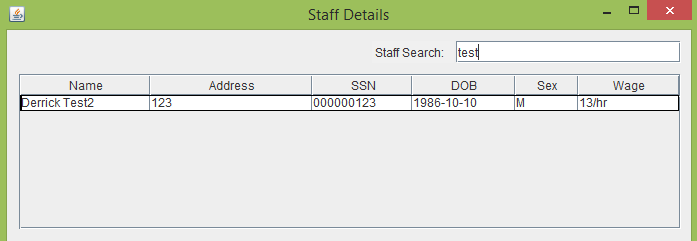 Staff Details
Staff Search: test
Name Address SSN DOB Sex Wage
Derrick Test2 123 000000123 1986-10-10 M 13/hr